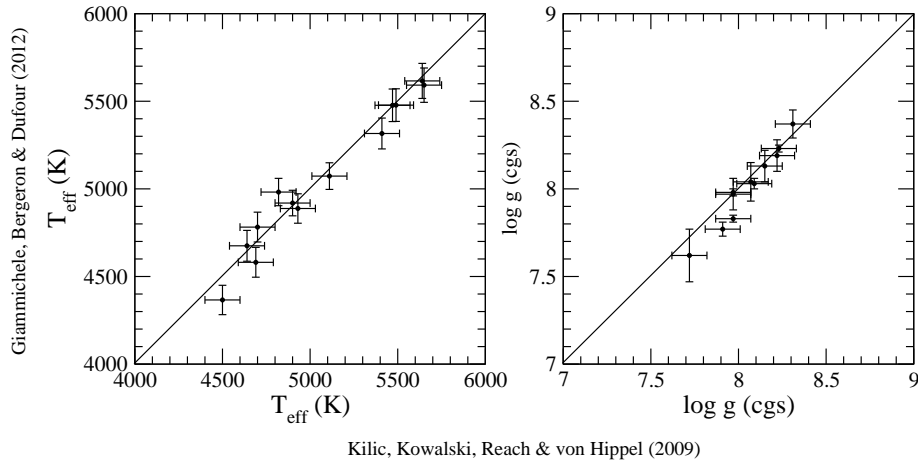 Giammichele, Bergeron & Dufour (2012)
T_eff (K)
6000
5500
5000
4500
4000
4000 4500 5000 5500 6000
T_eff (K)
log g (cgs)
9
8.5
8
7.5
7
7 7.5 8 8.5 9
log g (cgs)
Kilic, Kowalski, Reach & von Hippel (2009)